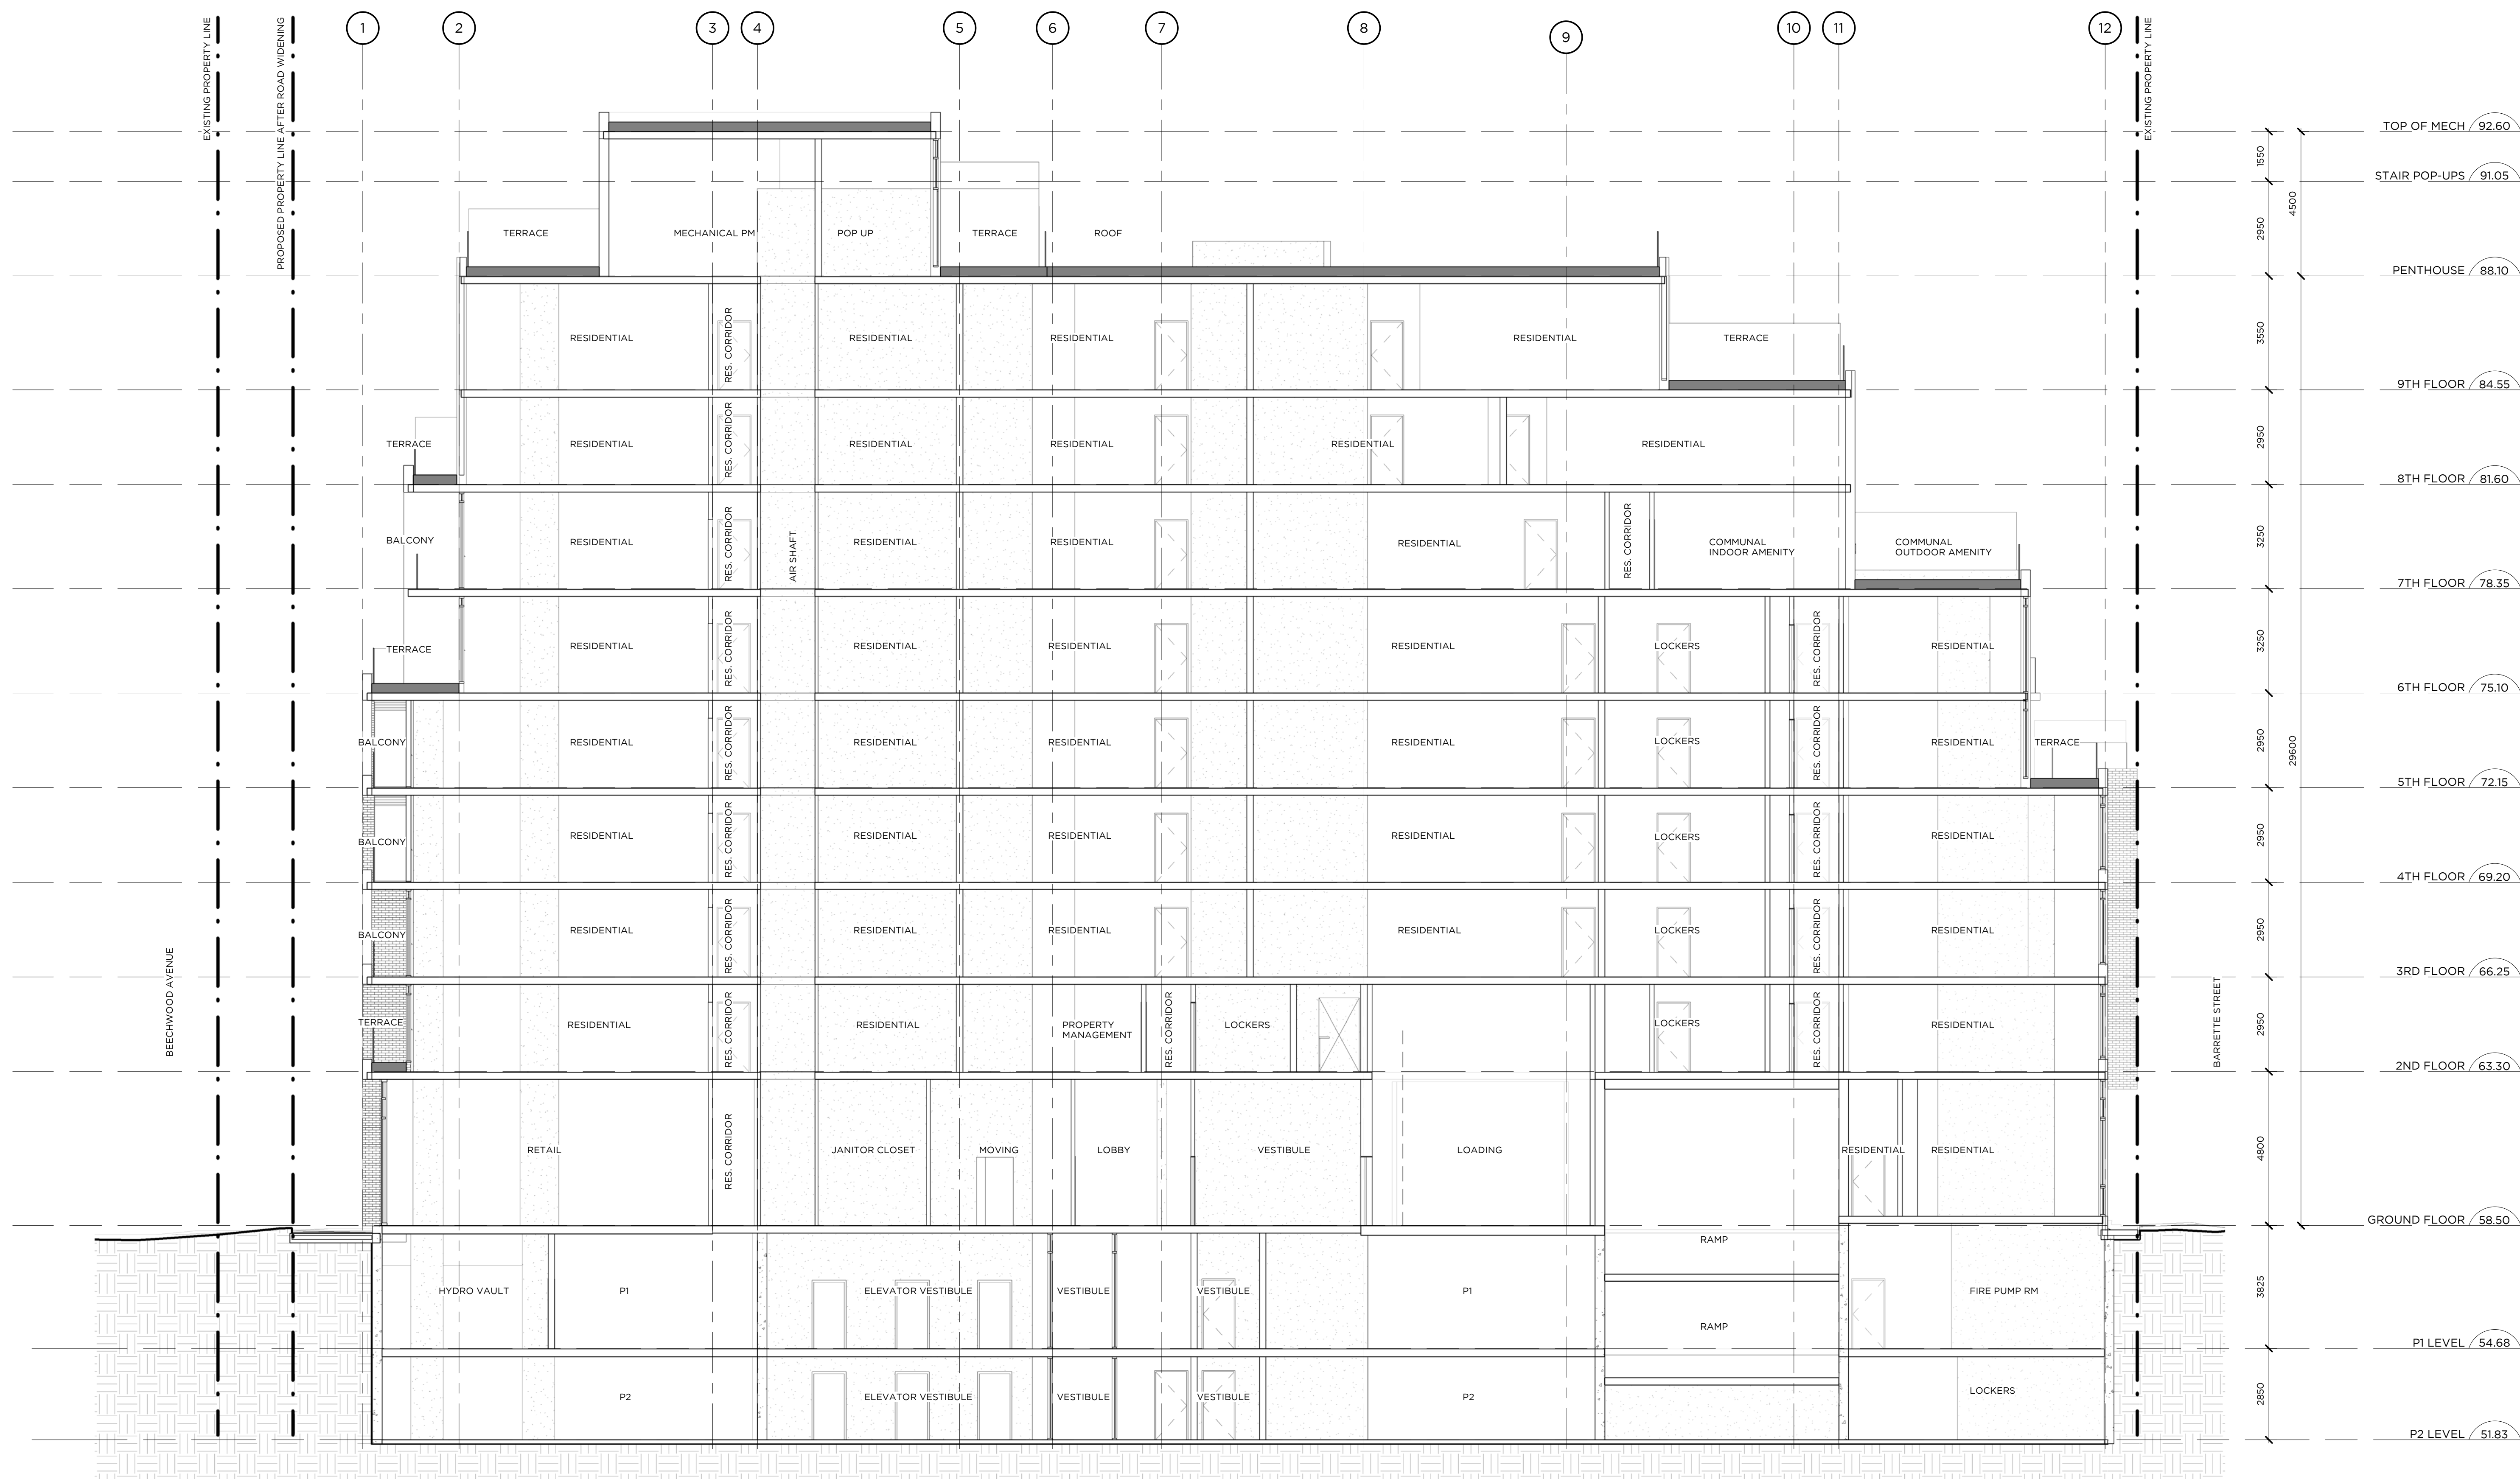 EXISTING PROPERTY LINE
PROPOSED PROPERTY LINE AFTER ROAD WIDENING
1
2
3
4
5
6
7
8
9
10
11
12
EXISTING PROPERTY LINE
TOP OF MECH 92.60
1550
STAIR POP-UPS 91.05
4500
2950
TERRACE
MECHANICAL PM
POP UP
TERRACE
ROOF
PENTHOUSE 88.10
RESIDENTIAL
RES. CORRIDOR
RESIDENTIAL
RESIDENTIAL
RESIDENTIAL
TERRACE
3550
9TH FLOOR 84.55
TERRACE
RESIDENTIAL
RES. CORRIDOR
RESIDENTIAL
RESIDENTIAL
RESIDENTIAL
RESIDENTIAL
2950
8TH FLOOR 81.60
BALCONY
RESIDENTIAL
RES. CORRIDOR
AIR SHAFT
RESIDENTIAL
RESIDENTIAL
RESIDENTIAL
RES. CORRIDOR
COMMUNAL
INDOOR AMENITY
COMMUNAL
OUTDOOR AMENITY
3250
7TH FLOOR 78.35
TERRACE
RESIDENTIAL
RES. CORRIDOR
RESIDENTIAL
RESIDENTIAL
RESIDENTIAL
LOCKERS
RES. CORRIDOR
RESIDENTIAL
3250
6TH FLOOR 75.10
BALCONY
RESIDENTIAL
RES. CORRIDOR
RESIDENTIAL
RESIDENTIAL
RESIDENTIAL
LOCKERS
RES. CORRIDOR
RESIDENTIAL
TERRACE
2950
29600
5TH FLOOR 72.15
BALCONY
RESIDENTIAL
RES. CORRIDOR
RESIDENTIAL
RESIDENTIAL
RESIDENTIAL
LOCKERS
RES. CORRIDOR
RESIDENTIAL
2950
4TH FLOOR 69.20
BALCONY
RESIDENTIAL
RES. CORRIDOR
RESIDENTIAL
RESIDENTIAL
RESIDENTIAL
LOCKERS
RES. CORRIDOR
RESIDENTIAL
2950
3RD FLOOR 66.25
BEECHWOOD AVENUE
TERRACE
RESIDENTIAL
RES. CORRIDOR
RESIDENTIAL
PROPERTY
MANAGEMENT
RES. CORRIDOR
LOCKERS
LOCKERS
RES. CORRIDOR
RESIDENTIAL
BARRETTE STREET
2950
2ND FLOOR 63.30
RETAIL
RES. CORRIDOR
JANITOR CLOSET
MOVING
LOBBY
VESTIBULE
LOADING
RESIDENTIAL
RESIDENTIAL
4800
GROUND FLOOR 58.50
RAMP
HYDRO VAULT
P1
ELEVATOR VESTIBULE
VESTIBULE
VESTIBULE
P1
FIRE PUMP RM
3825
RAMP
P1 LEVEL 54.68
P2
ELEVATOR VESTIBULE
VESTIBULE
VESTIBULE
P2
LOCKERS
2850
P2 LEVEL 51.83